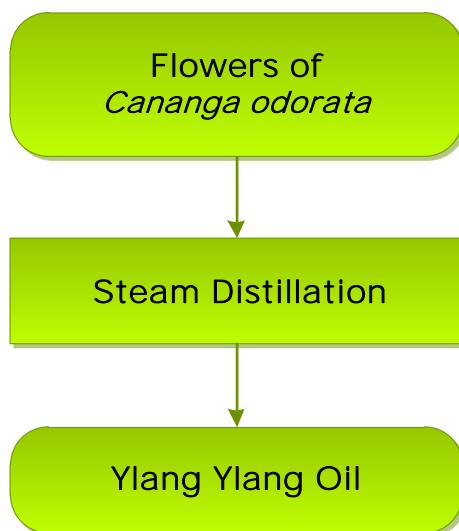 Flowers of
Cananga odorata
Steam Distillation
Ylang Ylang Oil